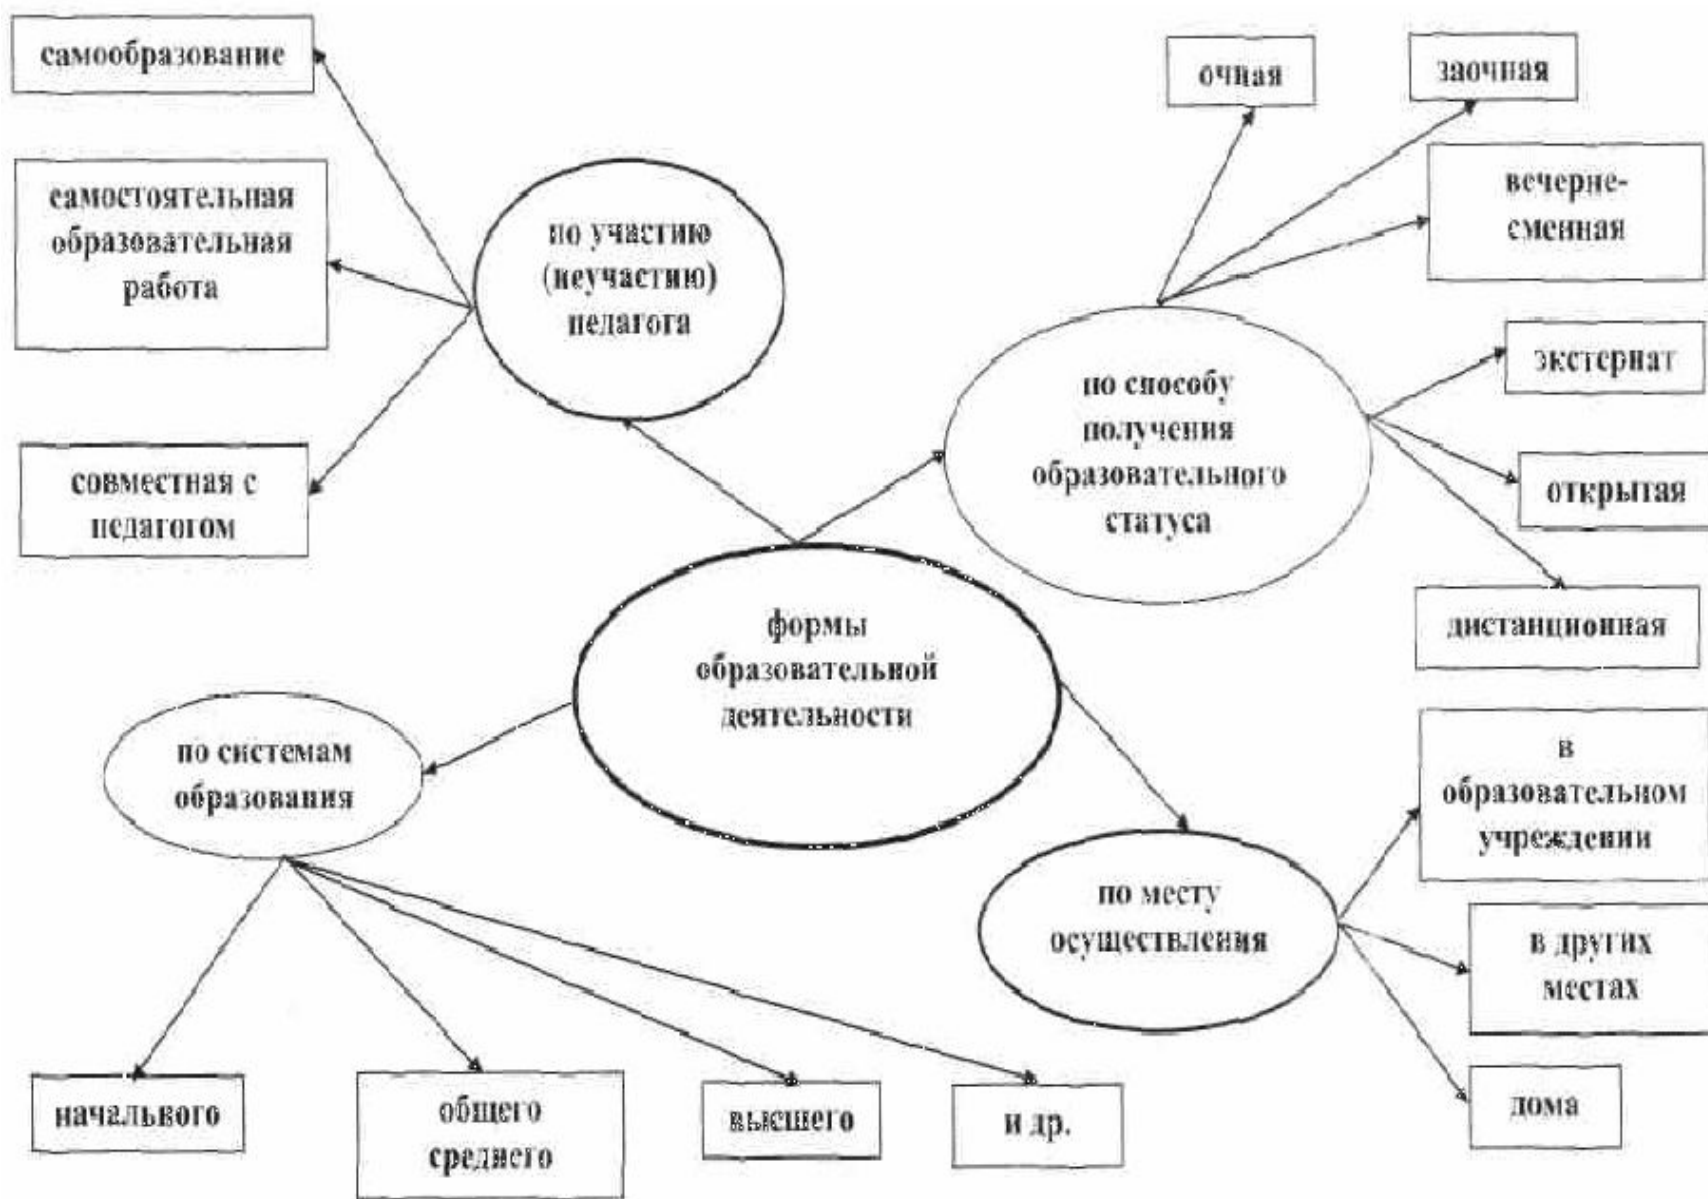 самообразование
самостоятельная
образовательная
работа
совместная с
педагогом
по участию
(неучастию)
педагога
очная
заочная
вечерне-
сменная
по способу
получения
образовательного
статуса
экстернат
открытая
дистанционная
формы
образовательной
деятельности
по системам
образования
начального
общего
среднего
высшего
и др.
по месту
осуществления
в
образовательном
учреждении
в других
местах
дома